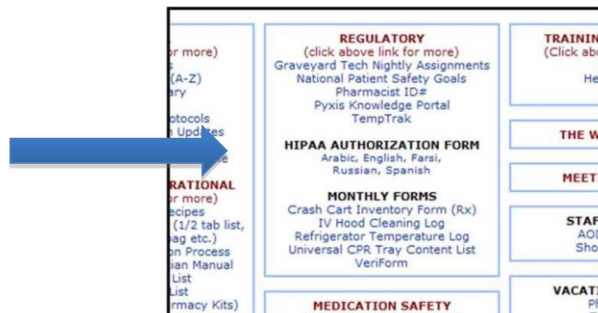 or more)
(A-Z)
ary
otocols
n Updates
RATIONAL
or more)
ecipes
(1/2 tab list,
bag etc.)
on Process
ian Manual
List
List
rmacy Kits)
REGULATORY
(click above link for more)
Graveyard Tech Nightly Assignments
National Patient Safety Goals
Pharmacist ID#
Pyxis Knowledge Portal
TempTrak
HIPAA AUTHORIZATION FORM
Arabic, English, Farsi,
Russian, Spanish
MONTHLY FORMS
Crash Cart Inventory Form (Rx)
IV Hood Cleaning Log
Refrigerator Temperature Log
Universal CPR Tray Content List
VeriForm
MEDICATION SAFETY
TRAININ
(Click ab
He
THE W
MEET
STAF
AOD
Sho
VACATI
Ph